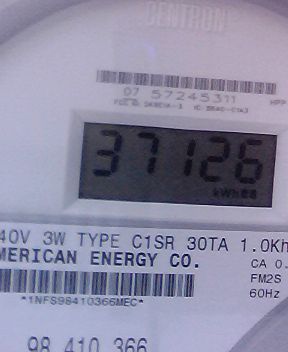 CENTRON
07 57245311
37126
kWh
40V 3W TYPE C1SR 30TA 1.0Kh
MERICAN ENERGY CO.
CA 0.
FM2S
60Hz
*1NFS98410366MEC*
98 410 366